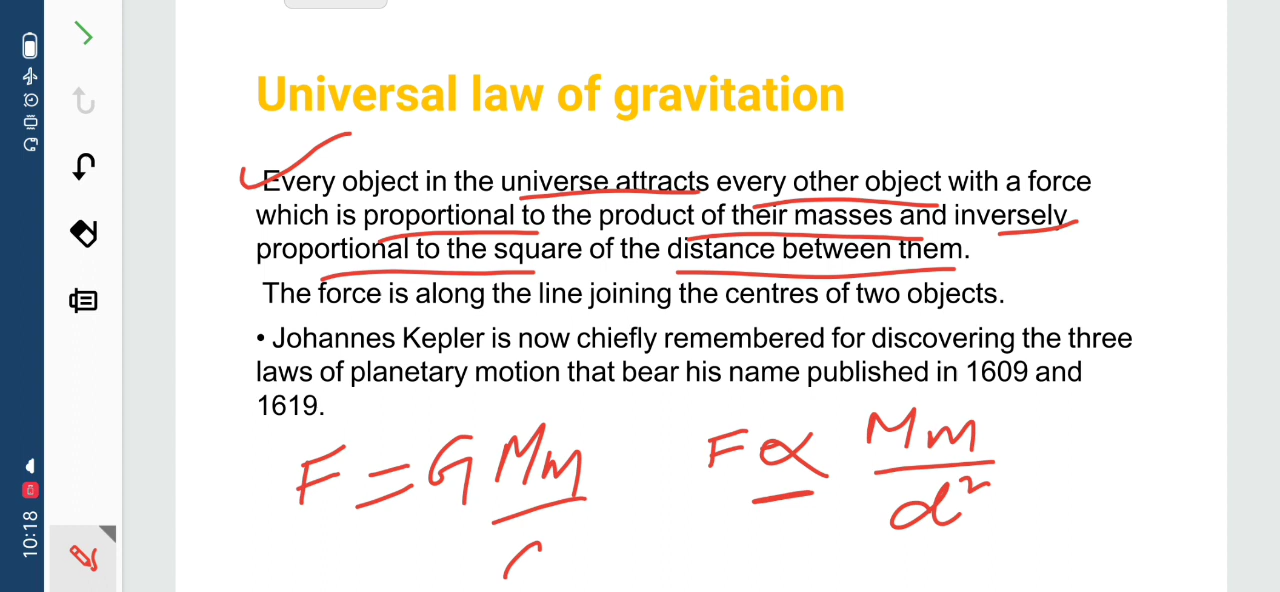 Universal law of gravitation
Every object in the universe attracts every other object with a force
which is proportional to the product of their masses and inversely
proportional to the square of the distance between them.
The force is along the line joining the centres of two objects.
• Johannes Kepler is now chiefly remembered for discovering the three
laws of planetary motion that bear his name published in 1609 and
1619.
F = G Mm
F ∝ Mm
d²
10:18